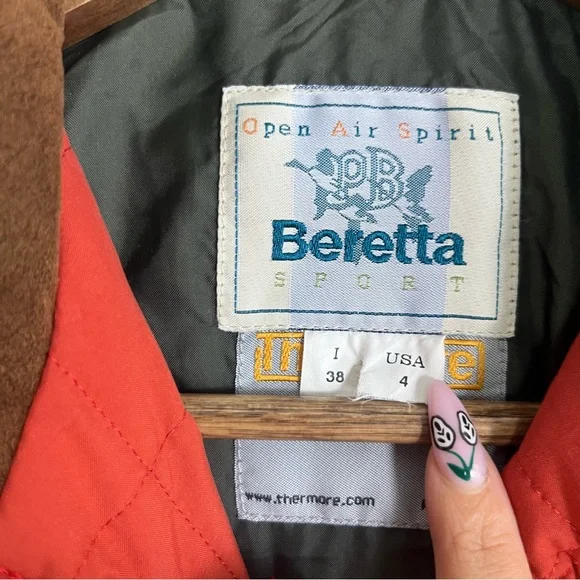 Open Air Spirit
PB
Beretta
SPORT
I USA
38 4
www.thermore.com